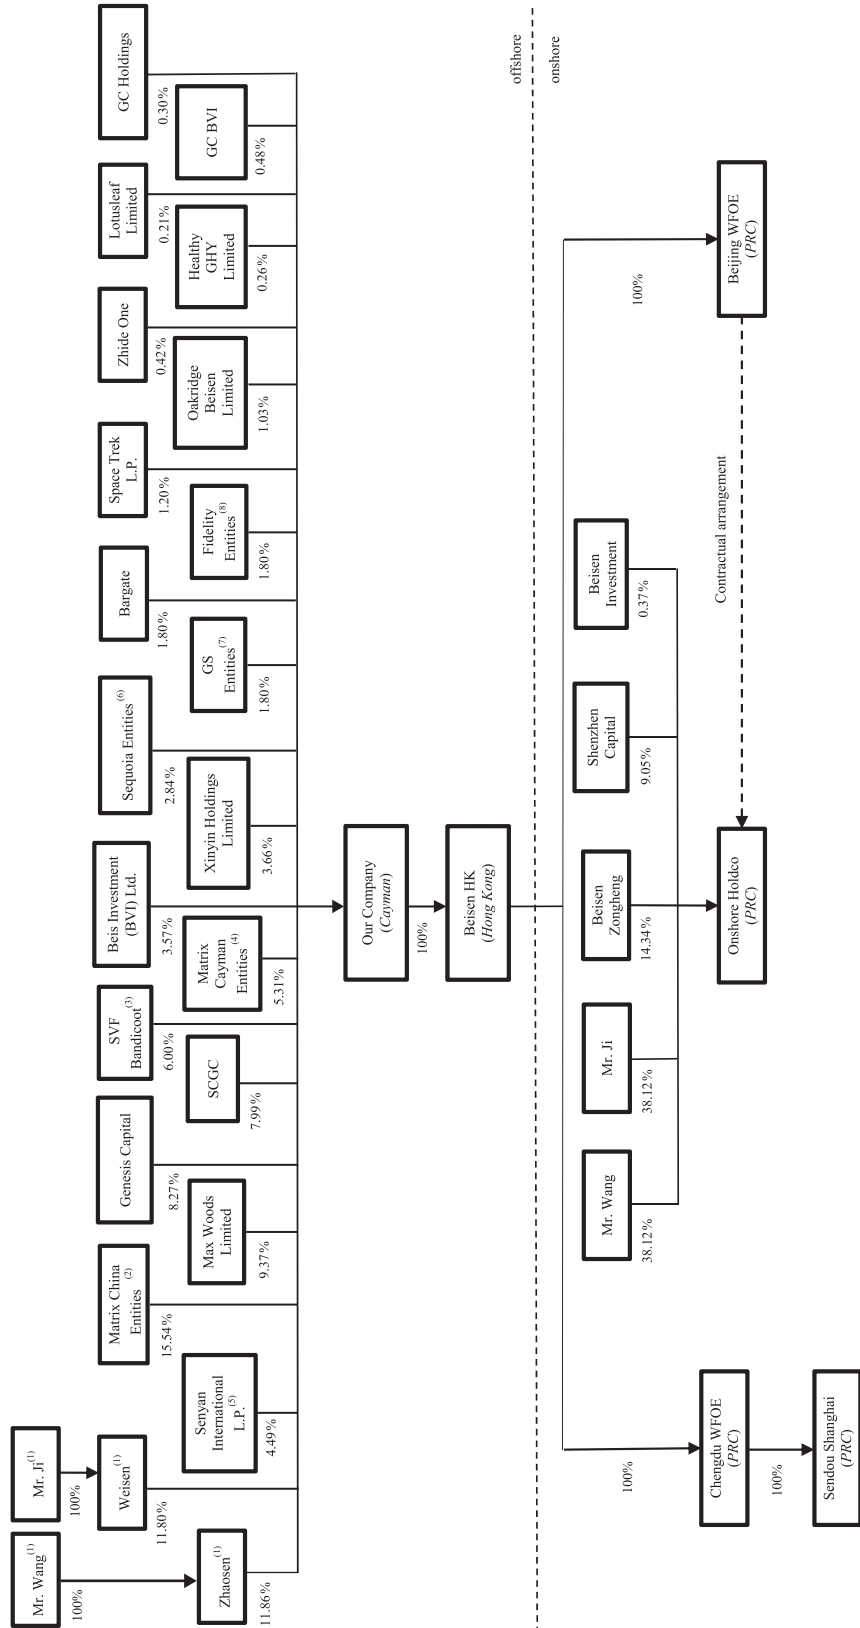 Mr. Wang(1)
100%
Mr. Ji(1)
100%
Zhaosen(1)
11.86%
Weisen(1)
11.80%
Senyan
International
L.P.(5)
4.49%
Matrix China
Entities(2)
15.54%
Max Woods
Limited
9.37%
Genesis Capital
8.27%
SCGC
7.99%
SVF
Bandicoot(3)
6.00%
Matrix
Cayman
Entities(4)
5.31%
Beis Investment
(BVI) Ltd.
3.57%
Xinyin Holdings
Limited
3.66%
Sequoia Entities(6)
2.84%
GS
Entities(7)
1.80%
Bargate
1.80%
Fidelity
Entities(8)
1.80%
Space Trek
L.P.
1.20%
Oakridge
Beisen
Limited
1.03%
Zhide One
0.42%
Healthy
GHY
Limited
0.26%
Lotusleaf
Limited
0.21%
GC BVI
0.48%
GC Holdings
0.30%
Our Company
(Cayman)
100%
Beisen HK
(Hong Kong)
offshore
onshore
100%
Chengdu WFOE
(PRC)
100%
Sendou Shanghai
(PRC)
Mr. Wang
38.12%
Mr. Ji
38.12%
Beisen
Zongheng
14.34%
Shenzhen
Capital
9.05%
Beisen
Investment
0.37%
Onshore Holdco
(PRC)
Contractual arrangement
100%
Beijing WFOE
(PRC)